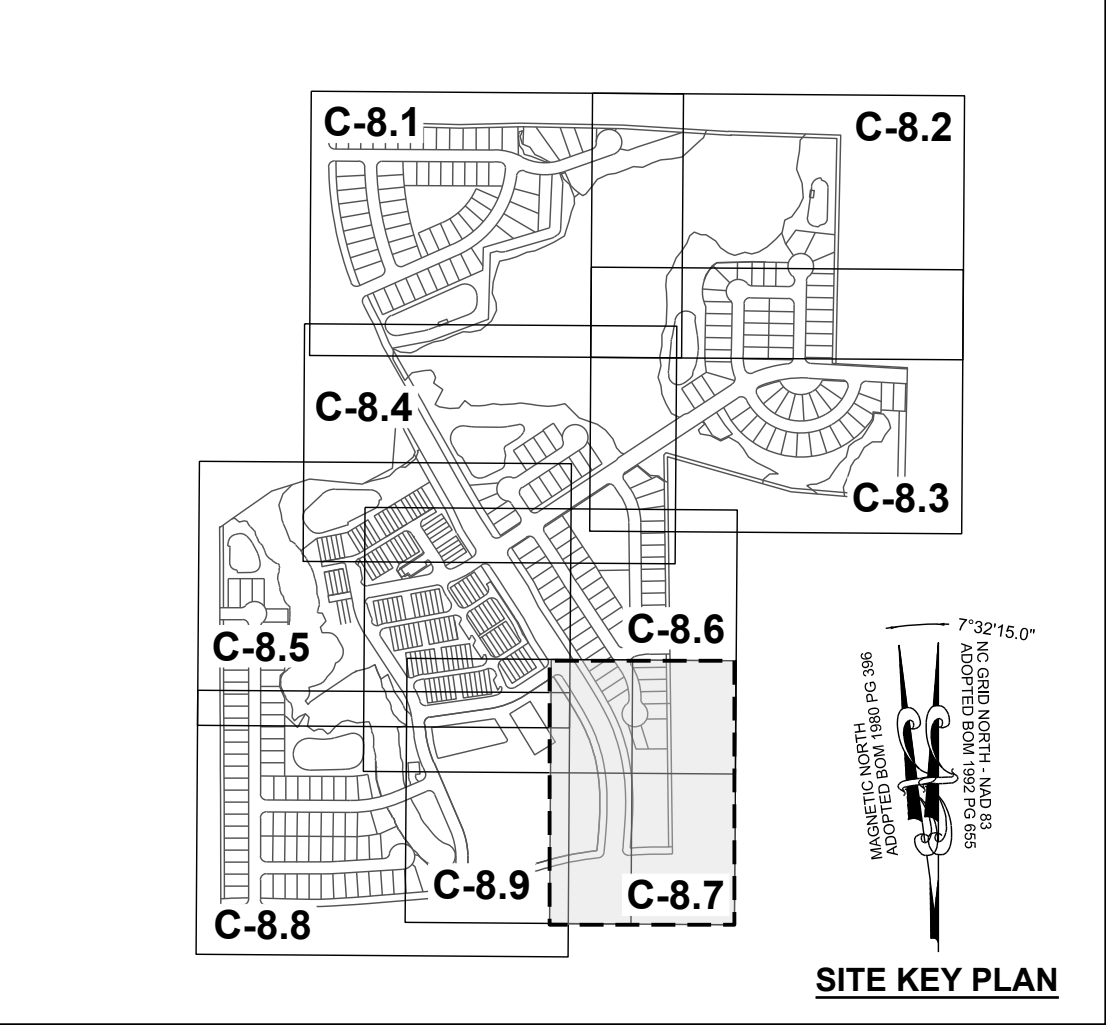 C-8.1
C-8.2
C-8.4
C-8.3
C-8.5
C-8.6
C-8.9
C-8.7
C-8.8
7°32'15.0"
MAGNETIC NORTH
ADOPTED BOM 1980 PG 396
NC GRID NORTH - NAD 83
ADOPTED BOM 1992 PG 655
SITE KEY PLAN